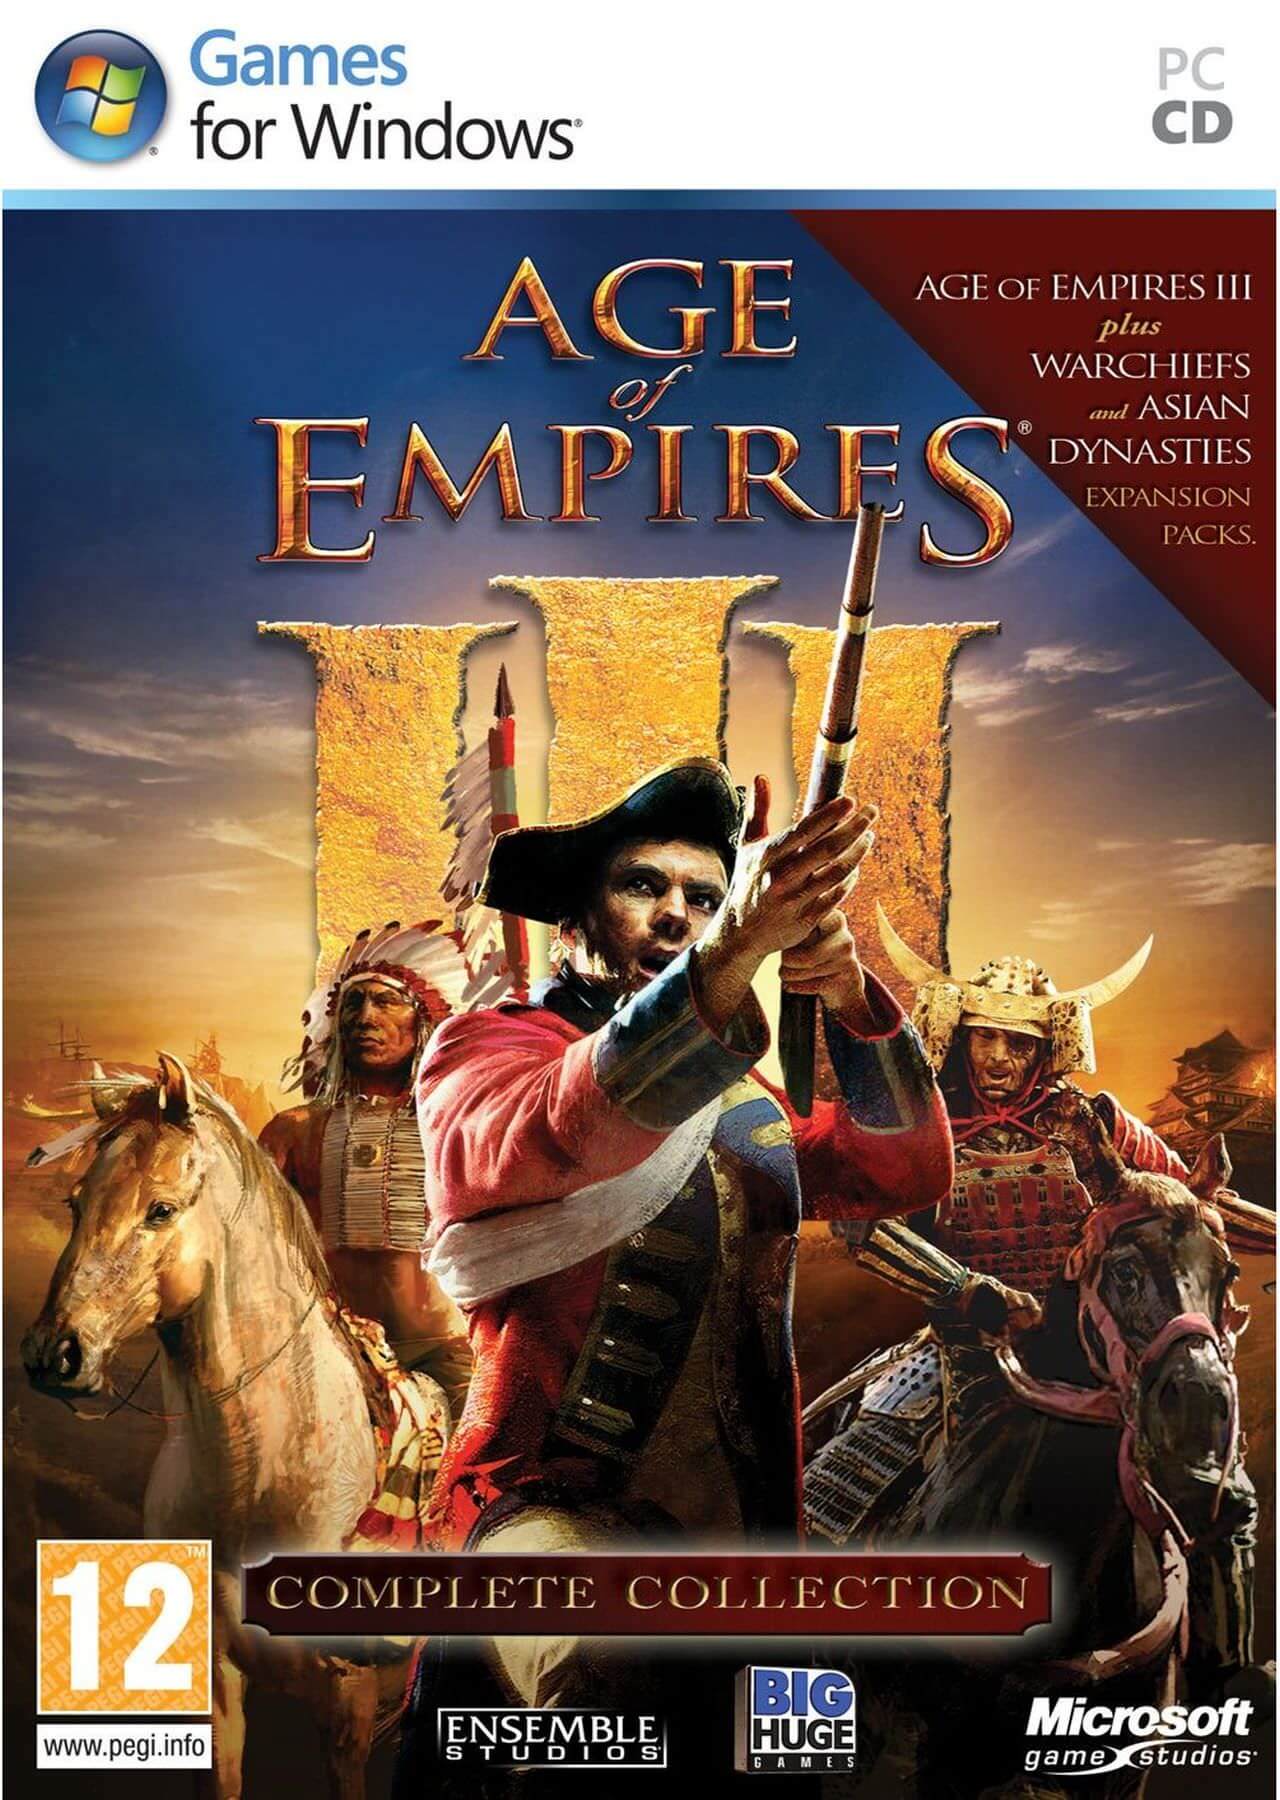 Games
for Windows®
PC
CD
AGE
of
EMPIRES®
III
AGE OF EMPIRES III
plus
WARCHIEFS
and ASIAN
DYNASTIES
EXPANSION
PACKS.
COMPLETE COLLECTION
12™
www.pegi.info
ENSEMBLE
STUDIOS
BIG
HUGE
GAMES
Microsoft
game studios·